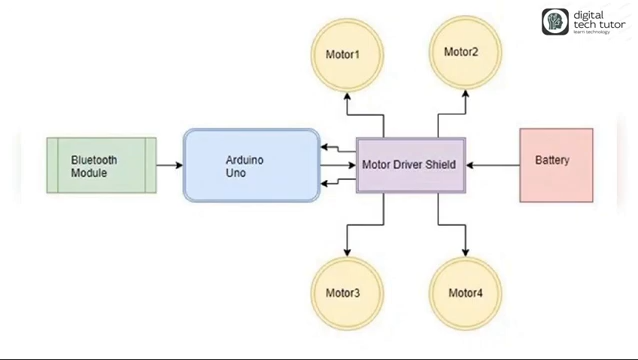 digital
tech tutor
learn technology
Motor1
Motor2
Bluetooth
Module
Arduino
Uno
Motor Driver Shield
Battery
Motor3
Motor4